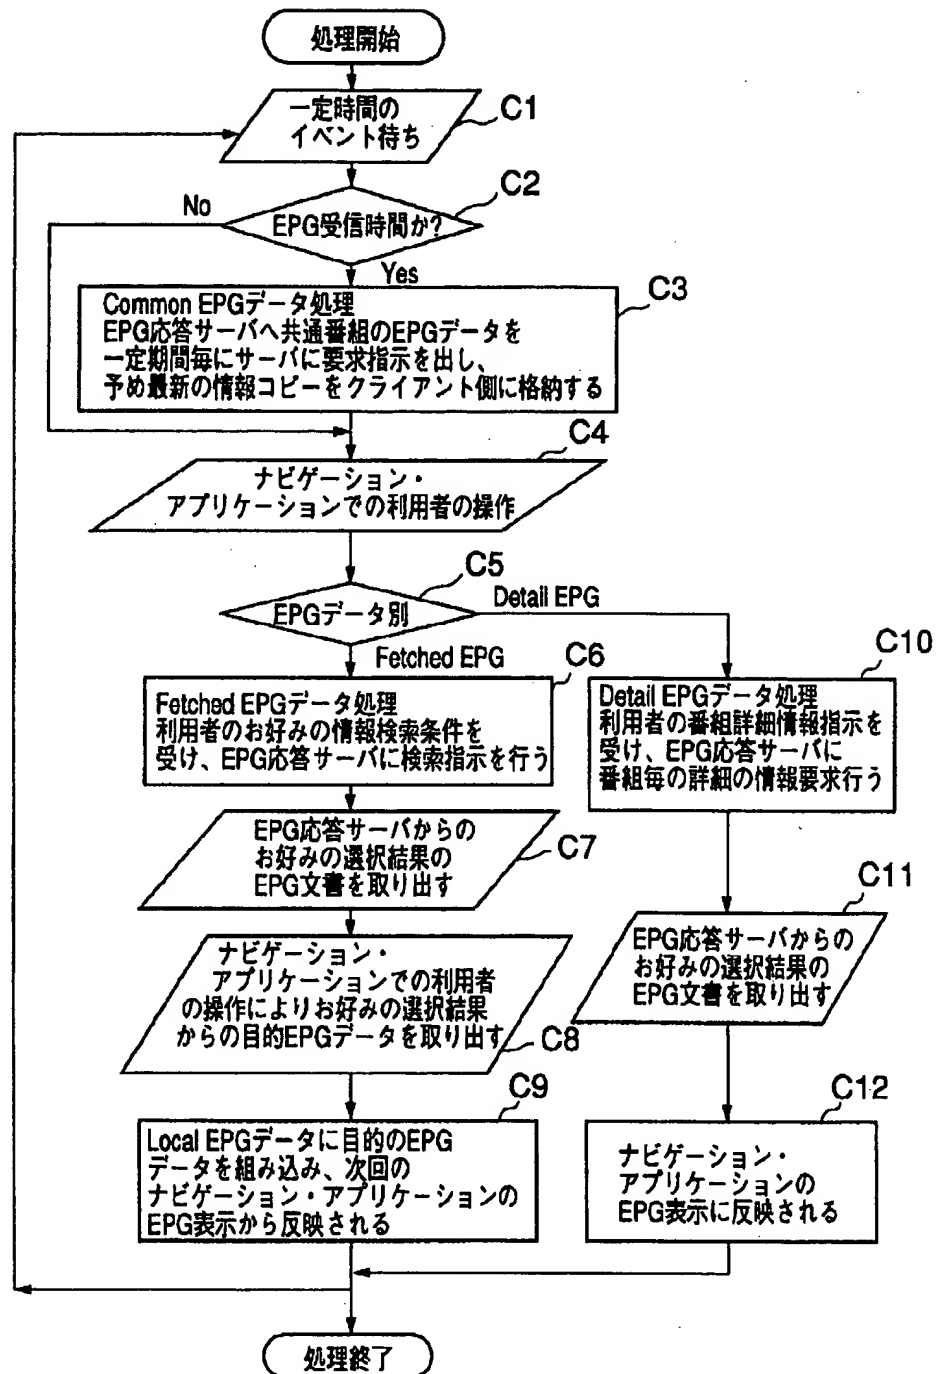 処理開始
一定時間の
イベント待ち
C1
C2
No
EPG受信時間か?
Yes
C3
Common EPGデータ処理
EPG応答サーバへ共通番組のEPGデータを
一定期間毎にサーバに要求指示を出し、
予め最新の情報コピーをクライアント側に格納する
C4
ナビゲーション・
アプリケーションでの利用者の操作
C5
EPGデータ別
Detail EPG
Fetched EPG
C6
Fetched EPGデータ処理
利用者のお好みの情報検索条件を
受け、EPG応答サーバに検索指示を行う
C10
Detail EPGデータ処理
利用者の番組詳細情報指示を
受け、EPG応答サーバに
番組毎の詳細の情報要求行う
EPG応答サーバからの
お好みの選択結果の
EPG文書を取り出す
C7
C11
EPG応答サーバからの
お好みの選択結果の
EPG文書を取り出す
ナビゲーション・
アプリケーションでの利用者
の操作によりお好みの選択結果
からの目的EPGデータを取り出す
C8
C9
Local EPGデータに目的のEPG
データを組み込み、次回の
ナビゲーション・アプリケーションの
EPG表示から反映される
C12
ナビゲーション・
アプリケーションの
EPG表示に反映される
処理終了